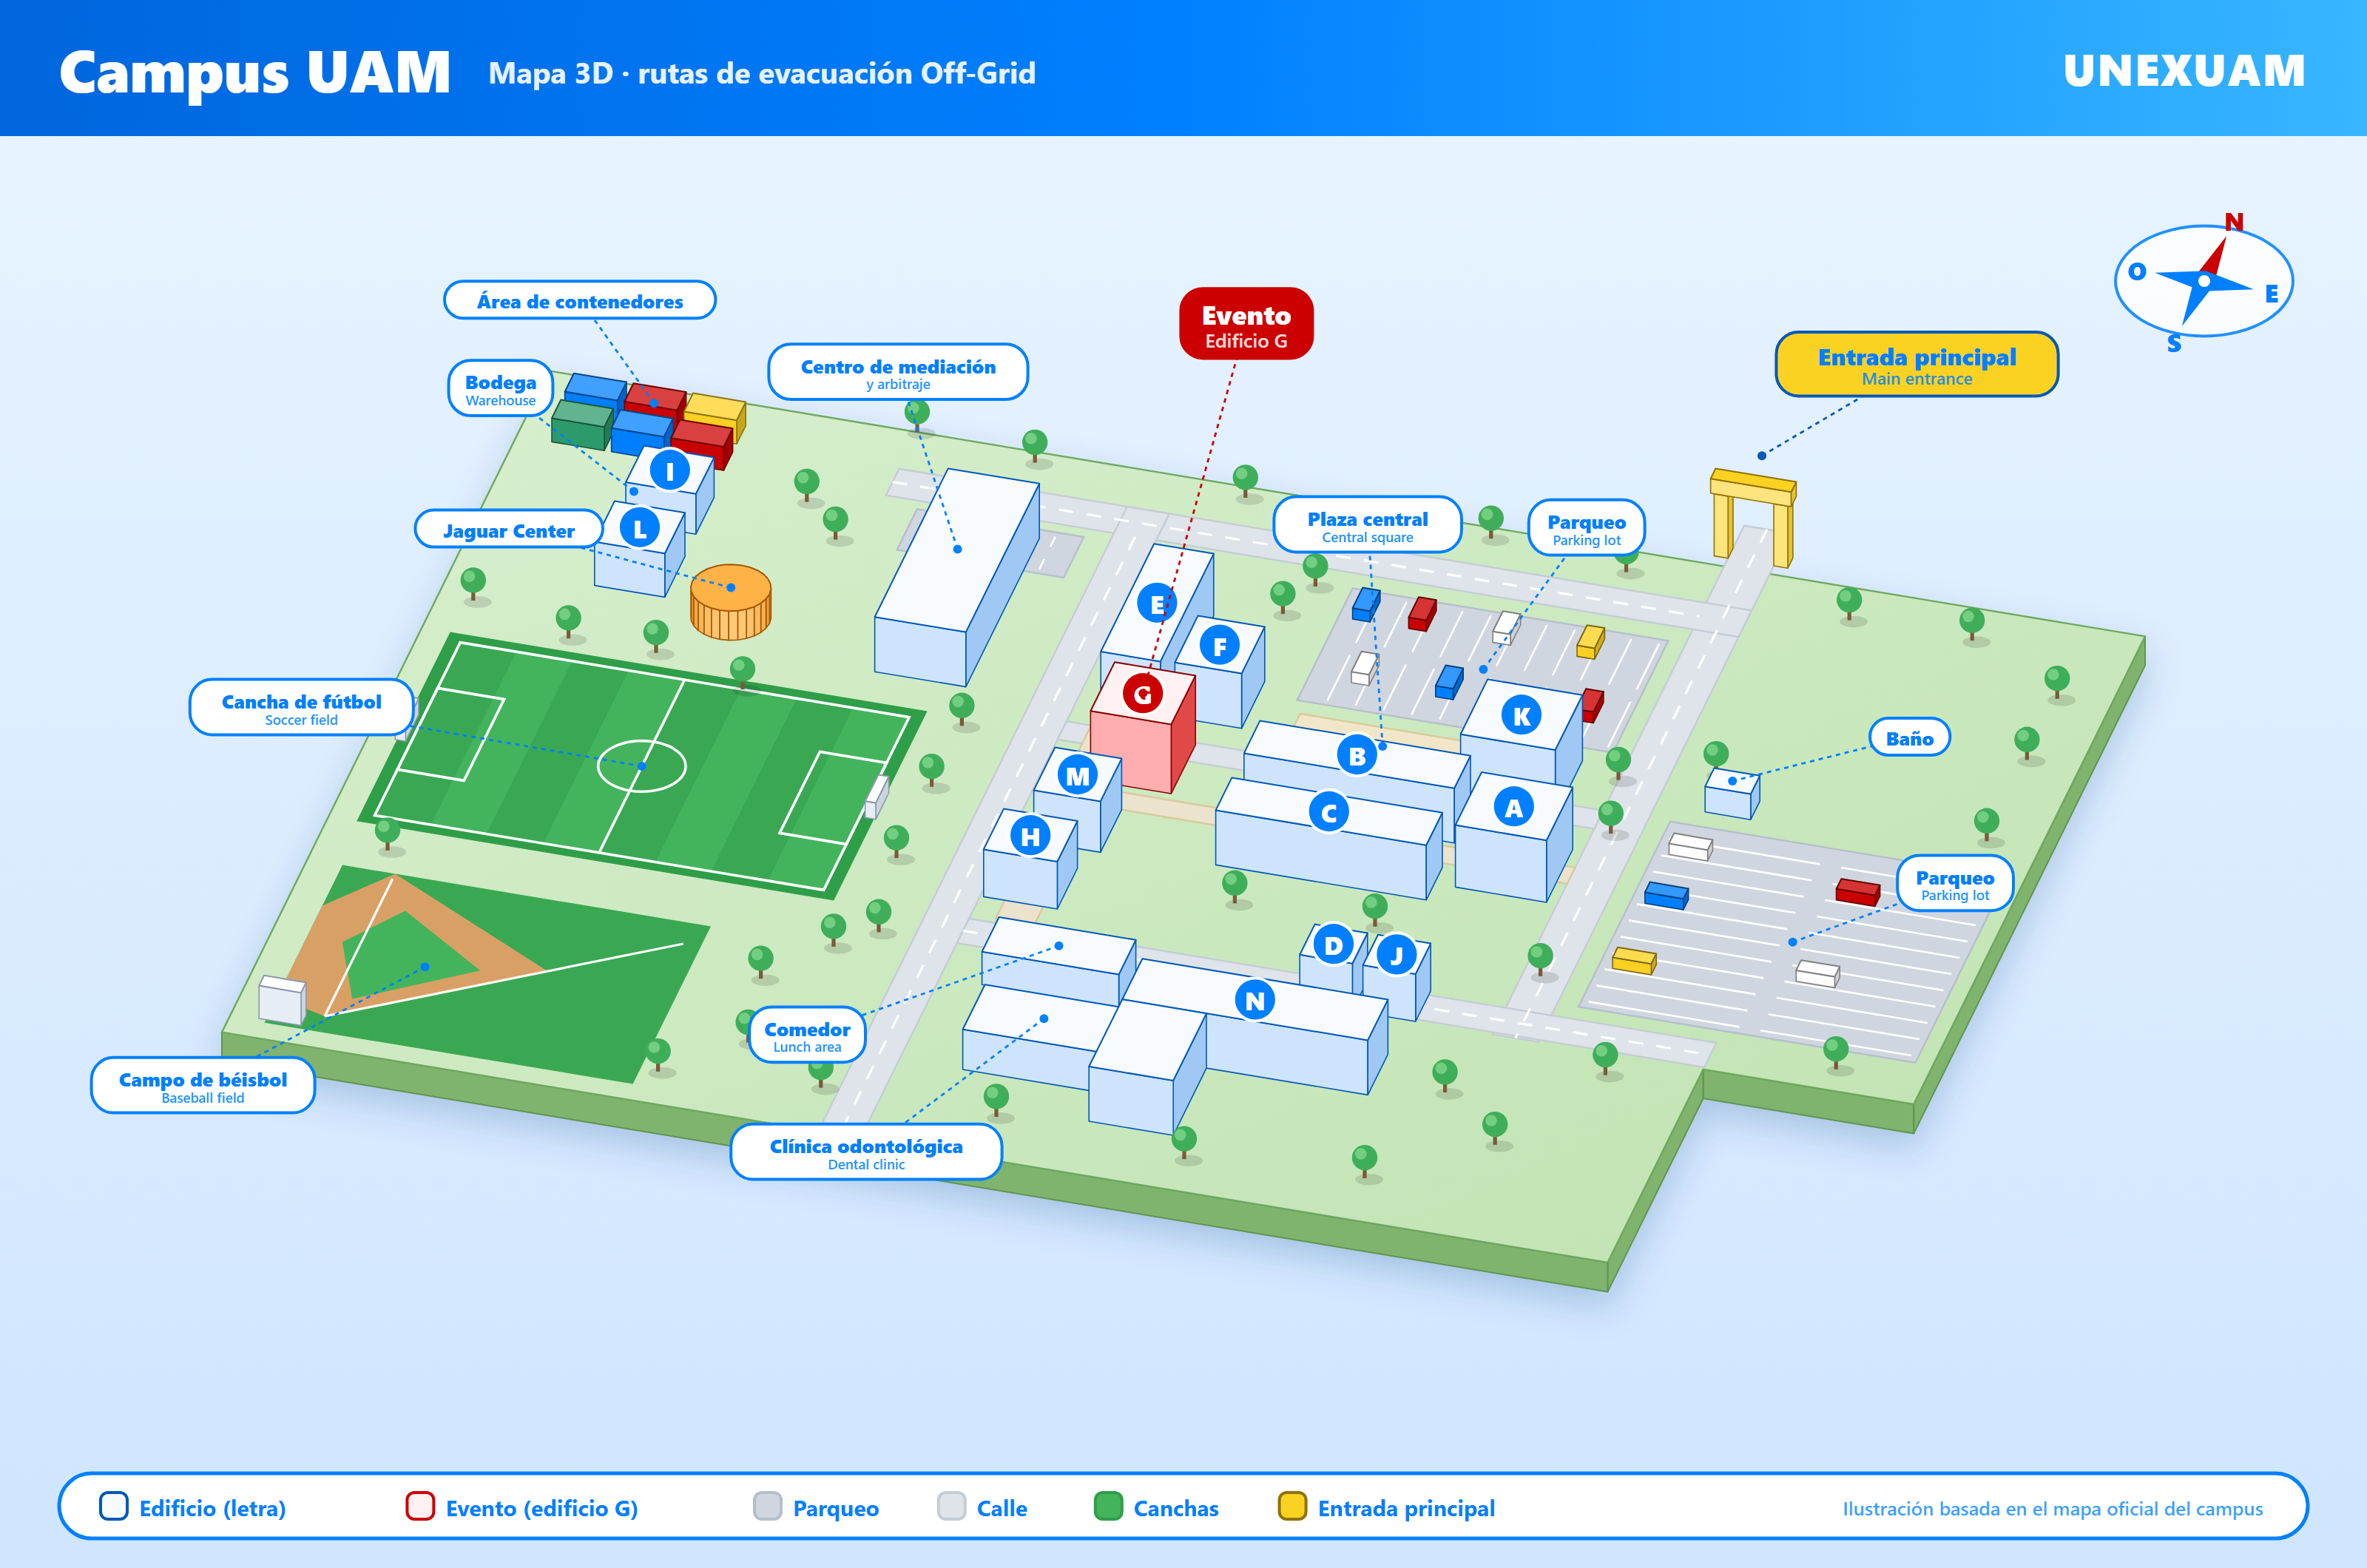 Campus UAM
Mapa 3D · rutas de evacuación Off-Grid
UNEXUAM
N
O
E
S
Área de contenedores
Evento
Edificio G
Entrada principal
Main entrance
Centro de mediación
y arbitraje
Bodega
Warehouse
I
L
Jaguar Center
Plaza central
Central square
Parqueo
Parking lot
E
F
G
K
B
M
A
C
H
Cancha de fútbol
Soccer field
Baño
Parqueo
Parking lot
D
J
N
Comedor
Lunch area
Campo de béisbol
Baseball field
Clínica odontológica
Dental clinic
Edificio (letra)
Evento (edificio G)
Parqueo
Calle
Canchas
Entrada principal
Ilustración basada en el mapa oficial del campus